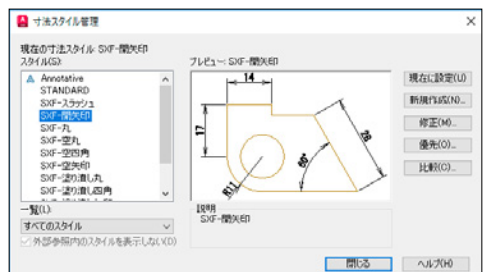 寸法スタイル管理
現在の寸法スタイル: SXF-開矢印
スタイル(S):
Annotative
STANDARD
SXF-スラッシュ
SXF-開矢印
SXF-丸
SXF-空丸
SXF-空四角
SXF-空矢印
SXF-塗り潰し丸
SXF-塗り潰し四角
一覧(L):
すべてのスタイル
外部参照内のスタイルを表示しない(D)
プレビュー: SXF-開矢印
14
17
28
60°
R11
説明
SXF-開矢印
現在に設定(U)
新規作成(N)...
修正(M)...
優先(O)...
比較(C)...
閉じる
ヘルプ(H)